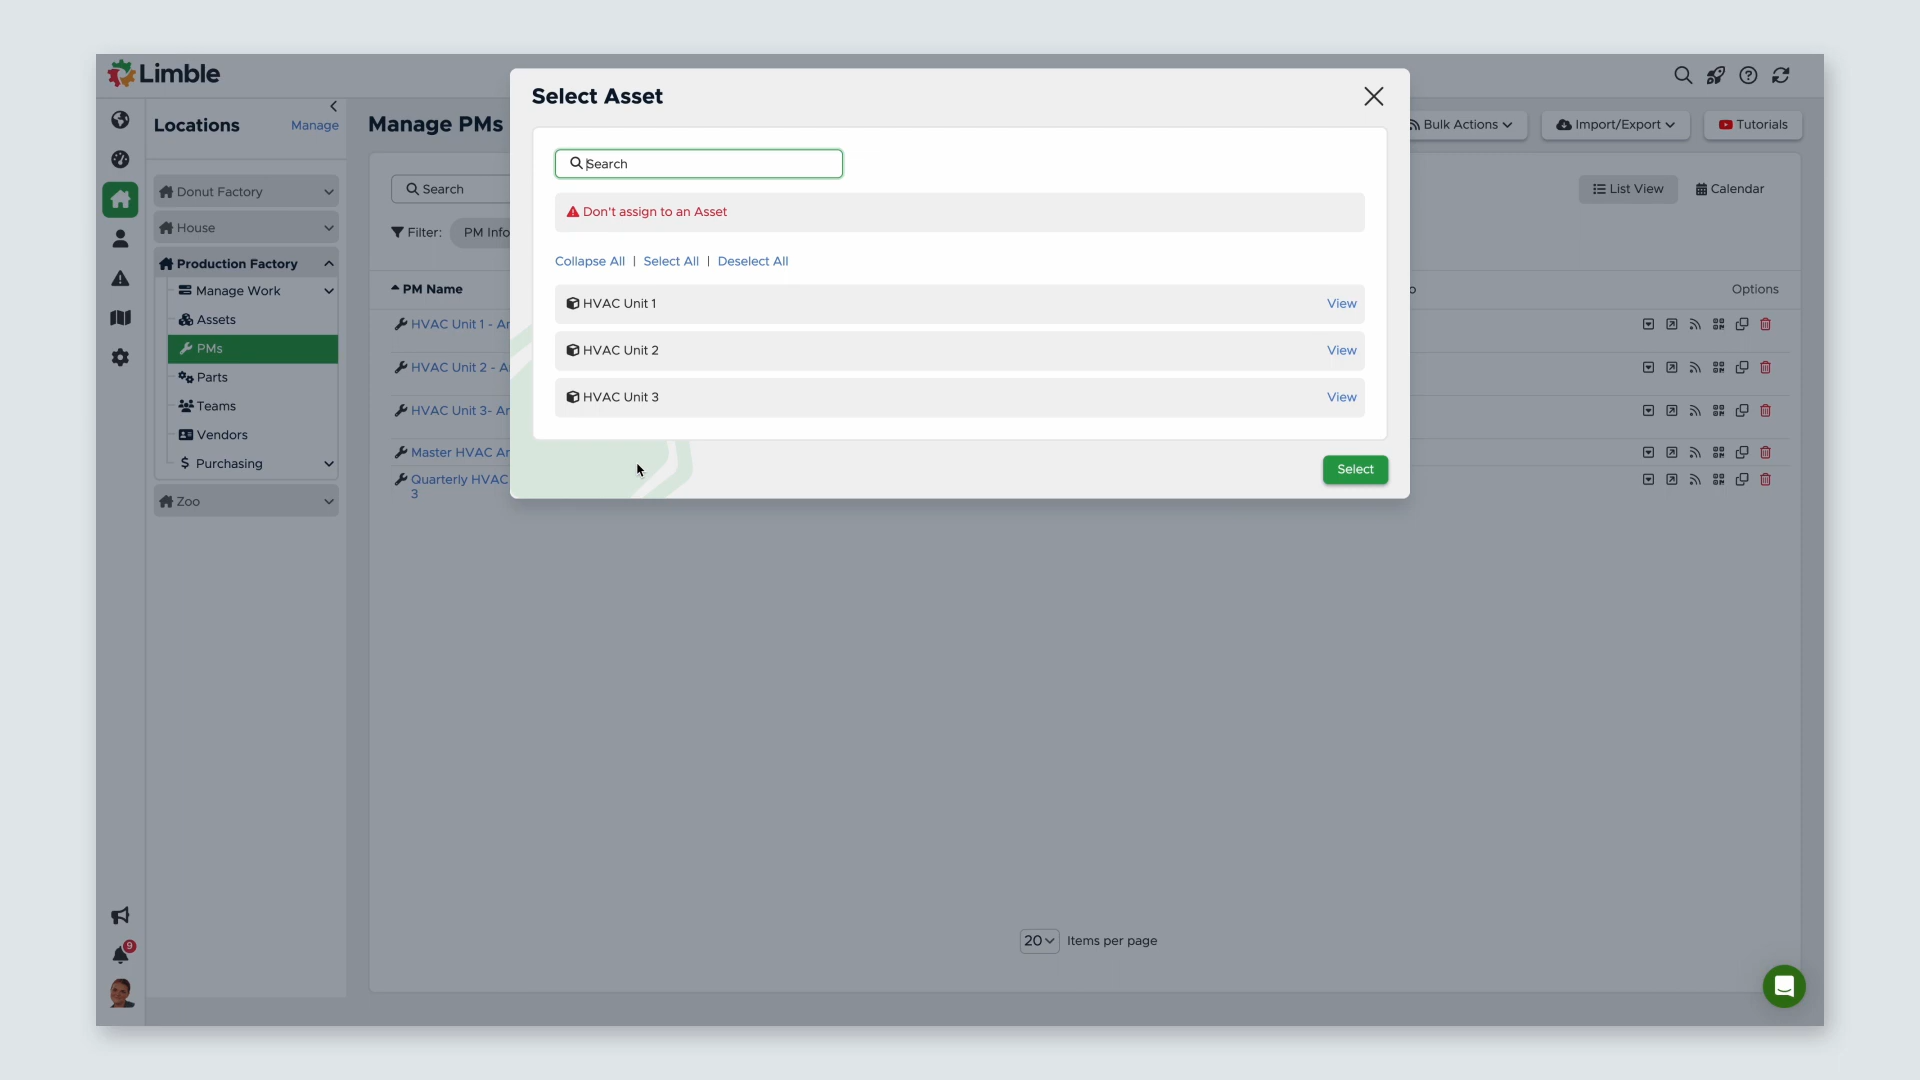 Limble
Locations
Manage
Donut Factory
House
Production Factory
Manage Work
Assets
PMs
Parts
Teams
Vendors
Purchasing
Zoo
9
Manage PMs
Bulk Actions
Import/Export
Tutorials
Search
List View
Calendar
Filter:
PM Info
PM Name
Options
HVAC Unit 1 - An
HVAC Unit 2 - A
HVAC Unit 3- An
Master HVAC An
Quarterly HVAC
3
Select Asset
Search
Don't assign to an Asset
Collapse All | Select All | Deselect All
HVAC Unit 1 View
HVAC Unit 2 View
HVAC Unit 3 View
Select
20 Items per page